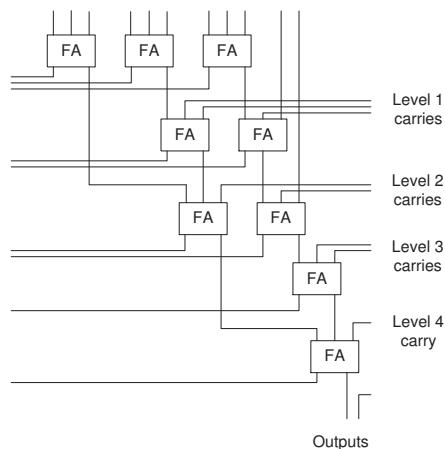 FA FA FA
Level 1
carries
FA FA
Level 2
carries
FA FA
Level 3
carries
FA
Level 4
carry
FA
Outputs